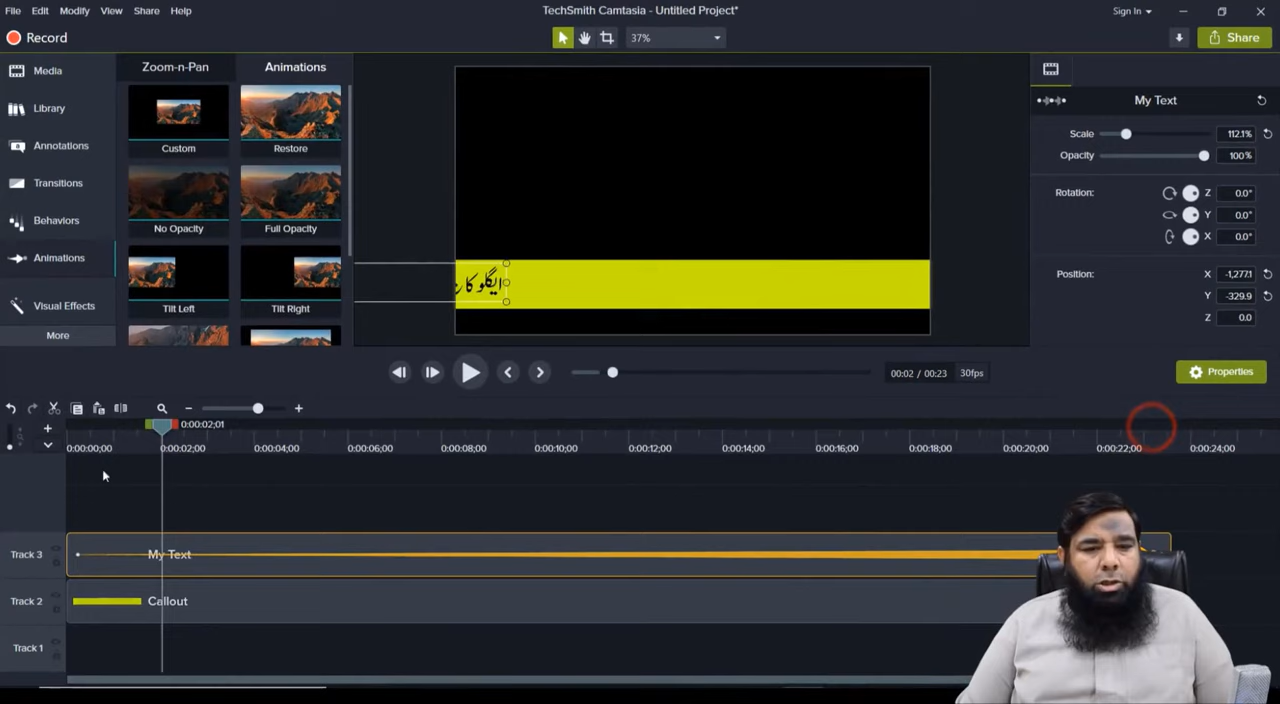 TechSmith Camtasia - Untitled Project*
File Edit Modify View Share Help
Sign In
Record
37%
Share
Media
Library
Annotations
Transitions
Behaviors
Animations
Visual Effects
More
Zoom-n-Pan
Animations
Custom
Restore
No Opacity
Full Opacity
Tilt Left
Tilt Right
ایگلو کا
My Text
Scale 112.1%
Opacity 100%
Rotation: Z 0.0°
Y 0.0°
X 0.0°
Position: X -1,277.1
Y -329.9
Z 0.0
00:02 / 00:23 30fps
Properties
0:00:02;01
0:00:00;00 0:00:02;00 0:00:04;00 0:00:06;00 0:00:08;00 0:00:10;00 0:00:12;00 0:00:14;00 0:00:16;00 0:00:18;00 0:00:20;00 0:00:22;00 0:00:24;00
Track 3 My Text
Track 2 Callout
Track 1